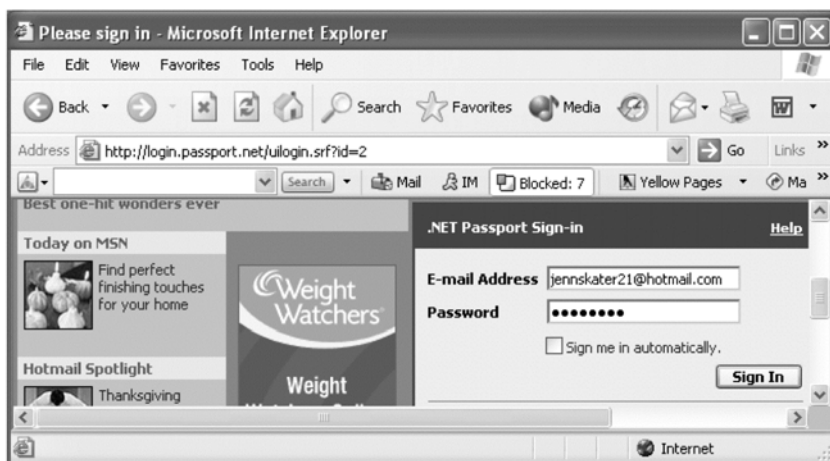 Please sign in - Microsoft Internet Explorer
File Edit View Favorites Tools Help
Back Search Favorites Media W
Address http://login.passport.net/uilogin.srf?id=2 Go Links »
Search Mail IM Blocked: 7 Yellow Pages Ma »
Best one-hit wonders ever
Today on MSN
Find perfect
finishing touches
for your home
Hotmail Spotlight
Thanksgiving
Weight
Watchers
Weight
.NET Passport Sign-in Help
E-mail Address jennskater21@hotmail.com
Password ●●●●●●●●
Sign me in automatically.
Sign In
Internet